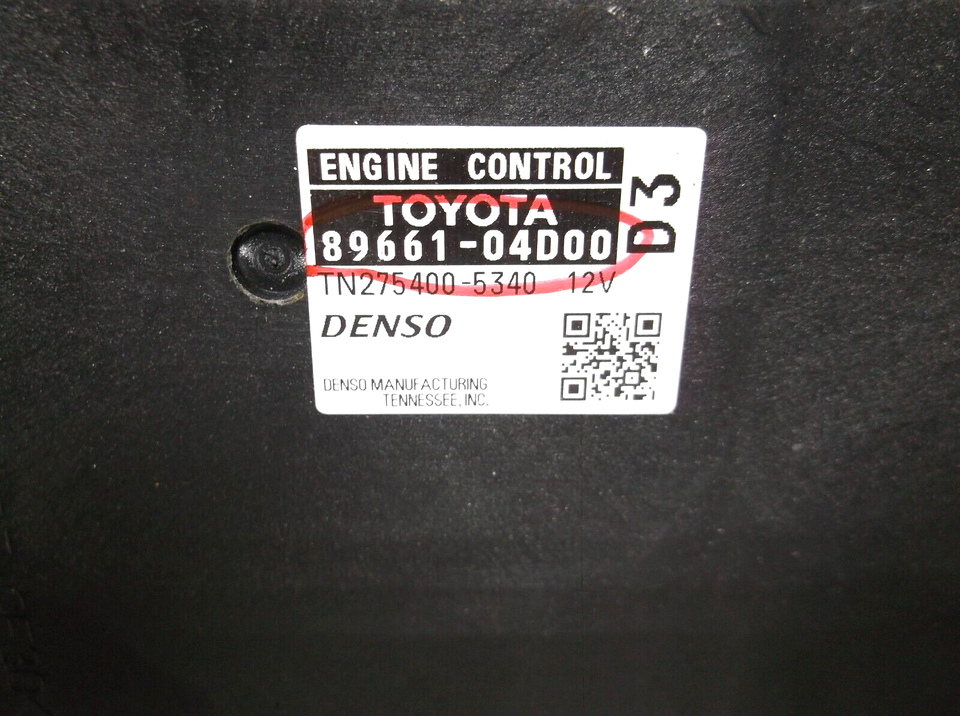 ENGINE CONTROL
TOYOTA
89661-04D00
D3
TN275400-5340 12V
DENSO
DENSO MANUFACTURING
TENNESSEE, INC.